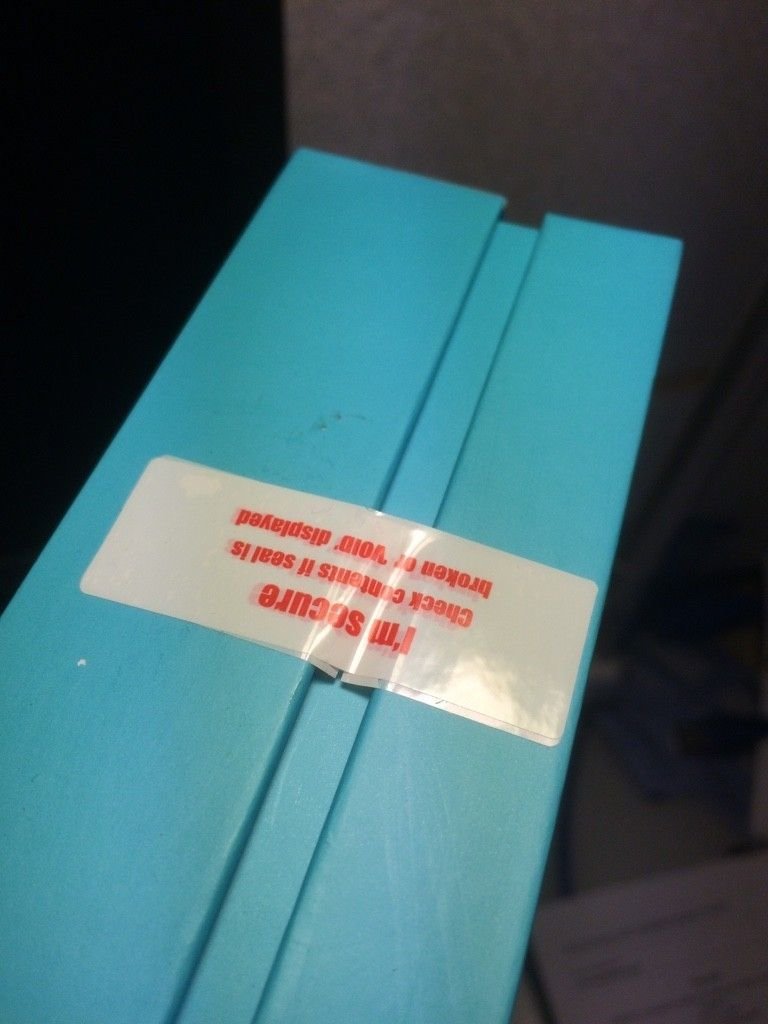 I'm secure
Check contents if seal is
broken or 'VOID' displayed